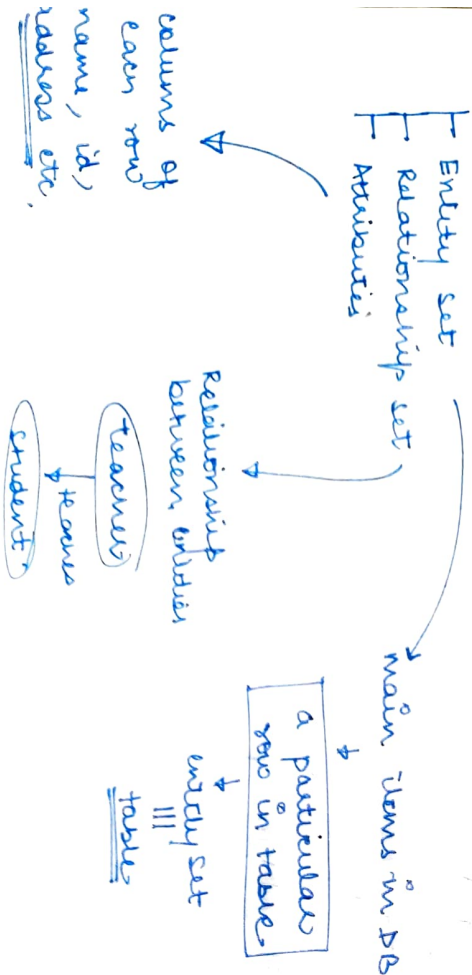 Entity set
Relationship set
Attributes
colums of
each row
name, id,
address etc.
Relationship
between entities
teacher
teaches
student
main items in DB
a particular
row in table
entity set
≡
table